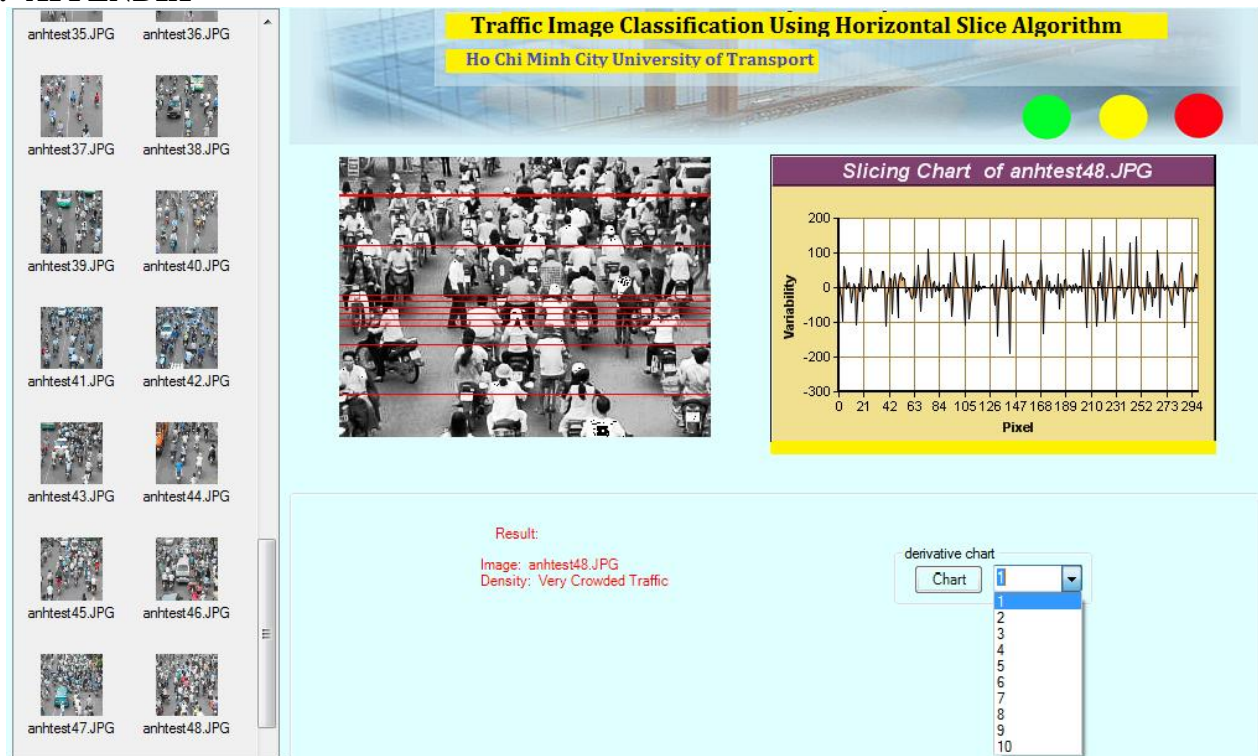 anhtest35.JPG anhtest36.JPG
anhtest37.JPG anhtest38.JPG
anhtest39.JPG anhtest40.JPG
anhtest41.JPG anhtest42.JPG
anhtest43.JPG anhtest44.JPG
anhtest45.JPG anhtest46.JPG
anhtest47.JPG anhtest48.JPG
Traffic Image Classification Using Horizontal Slice Algorithm
Ho Chi Minh City University of Transport
Slicing Chart of anhtest48.JPG
Variability
200
100
0
-100
-200
-300
0 21 42 63 84 105 126 147 168 189 210 231 252 273 294
Pixel
Result:
Image: anhtest48.JPG
Density: Very Crowded Traffic
derivative chart
Chart 1
1
2
3
4
5
6
7
8
9
10